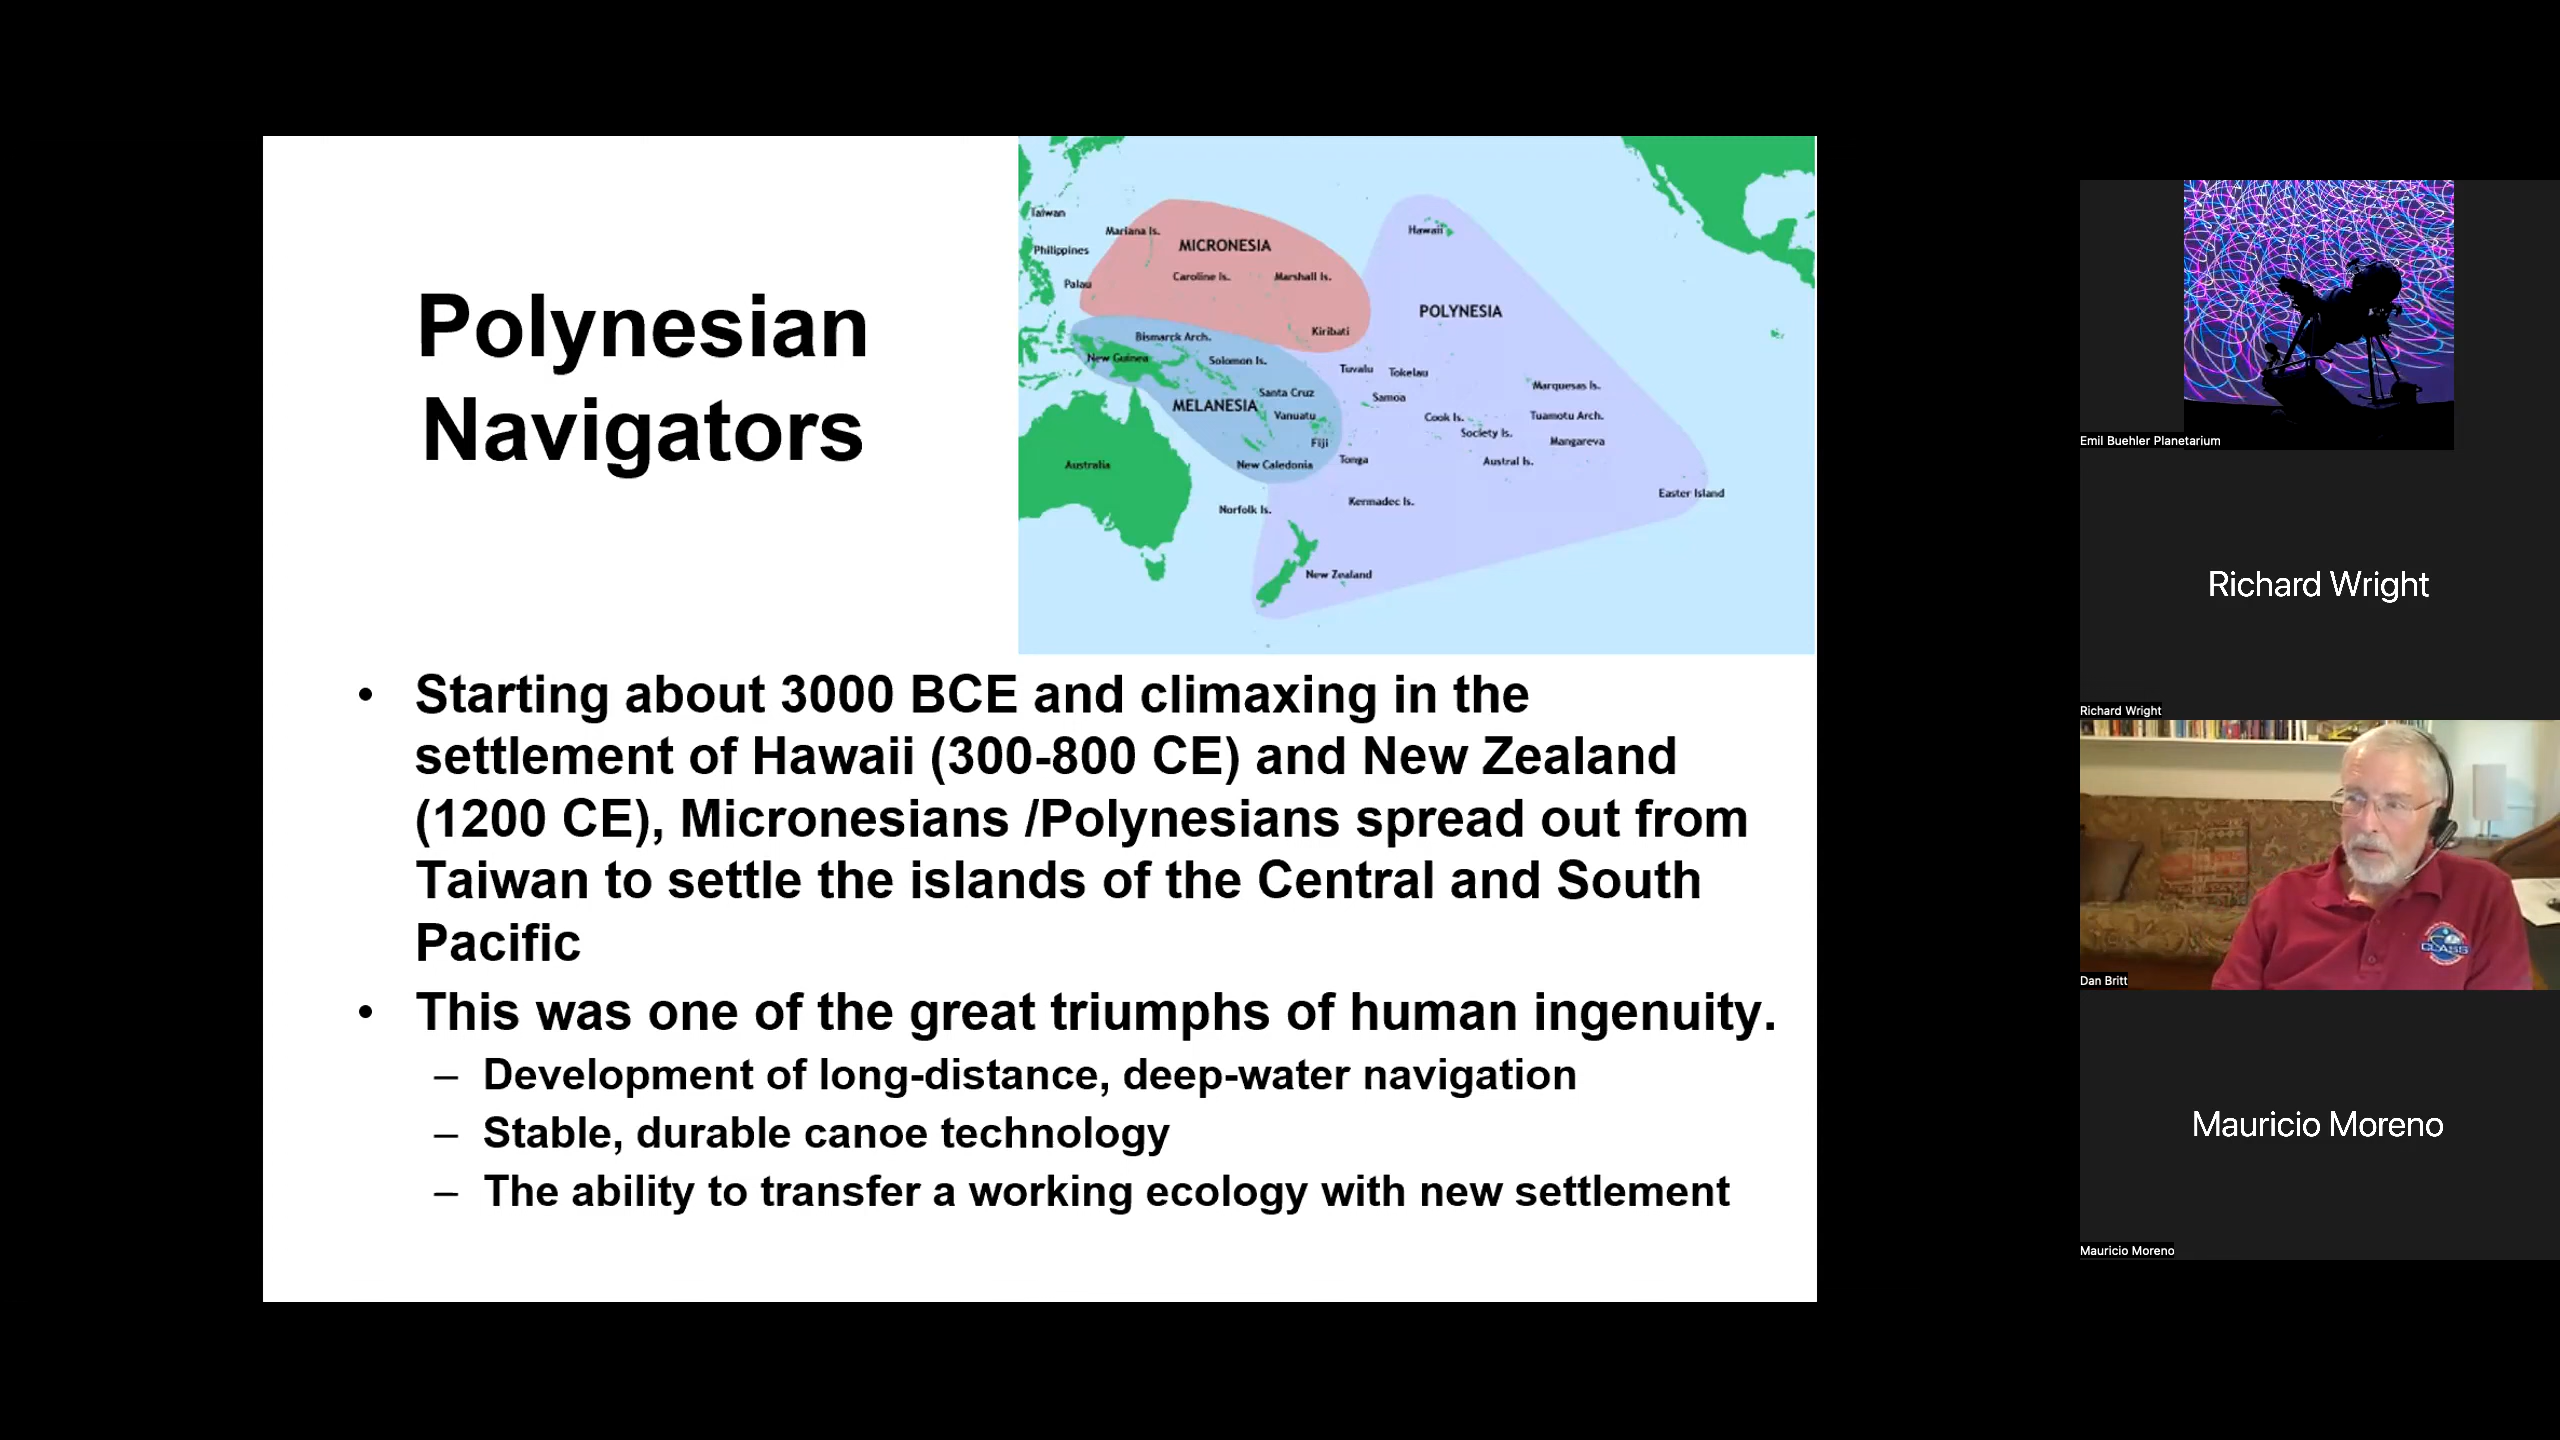 Polynesian
Navigators
Taiwan
Philippines
Palau
Mariana Is.
MICRONESIA
Caroline Is.
Marshall Is.
Kiribati
Hawaii
POLYNESIA
Bismarck Arch.
New Guinea
Solomon Is.
Santa Cruz
MELANESIA
Vanuatu
Fiji
New Caledonia
Australia
Norfolk Is.
Tuvalu
Tokelau
Samoa
Cook Is.
Society Is.
Tonga
Austral Is.
Kermadec Is.
Marquesas Is.
Tuamotu Arch.
Mangareva
Easter Island
New Zealand
• Starting about 3000 BCE and climaxing in the
settlement of Hawaii (300-800 CE) and New Zealand
(1200 CE), Micronesians /Polynesians spread out from
Taiwan to settle the islands of the Central and South
Pacific
• This was one of the great triumphs of human ingenuity.
– Development of long-distance, deep-water navigation
– Stable, durable canoe technology
– The ability to transfer a working ecology with new settlement
Emil Buehler Planetarium
Richard Wright
Richard Wright
CLASS
Dan Britt
Mauricio Moreno
Mauricio Moreno